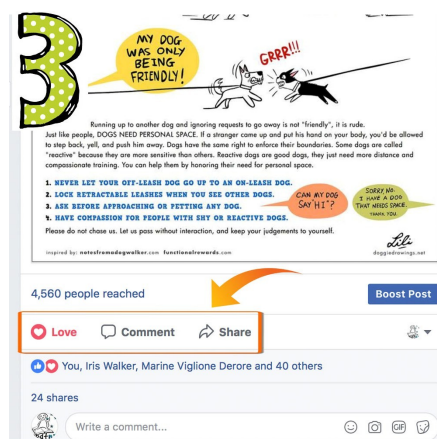 3
MY DOG
WAS ONLY
BEING
FRIENDLY!
GRRR!!!
Running up to another dog and ignoring requests to go away is not "friendly", it is rude.
Just like people, DOGS NEED PERSONAL SPACE. If a stranger came up and put his hand on your body, you'd be allowed
to step back, yell, and push him away. Dogs have the same right to enforce their boundaries. Some dogs are called
"reactive" because they are more sensitive than others. Reactive dogs are good dogs, they just need more distance and
compassionate training. You can help them by honoring their need for personal space.
1. NEVER LET YOUR OFF-LEASH DOG GO UP TO AN ON-LEASH DOG.
2. LOCK RETRACTABLE LEASHES WHEN YOU SEE OTHER DOGS.
3. ASK BEFORE APPROACHING OR PETTING ANY DOG.
4. HAVE COMPASSION FOR PEOPLE WITH SHY OR REACTIVE DOGS.
CAN MY DOG
SAY "HI"?
SORRY, NO.
I HAVE A DOG
THAT NEEDS SPACE.
THANK YOU.
Please do not chase us. Let us pass without interaction, and keep your judgements to yourself.
Lili
inspired by: notesfromadogwalker.com functionalrewards.com
doggiedrawings.net
4,560 people reached
Boost Post
Love Comment Share
You, Iris Walker, Marine Viglione Derore and 40 others
24 shares
Write a comment...
GIF